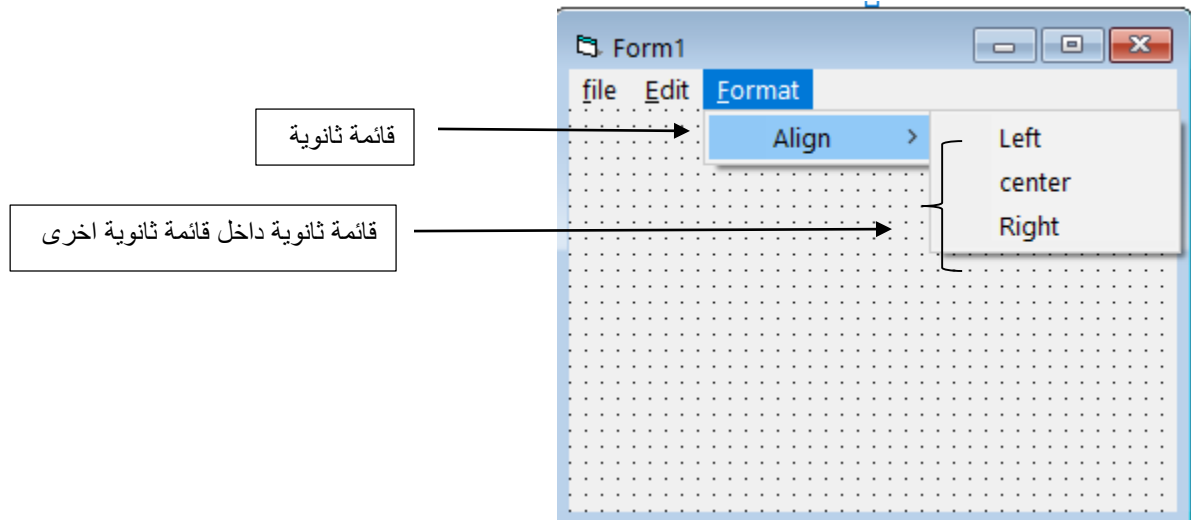 Form1
file Edit Format
قائمة ثانوية
Align > Left
center
قائمة ثانوية داخل قائمة ثانوية اخرى
Right